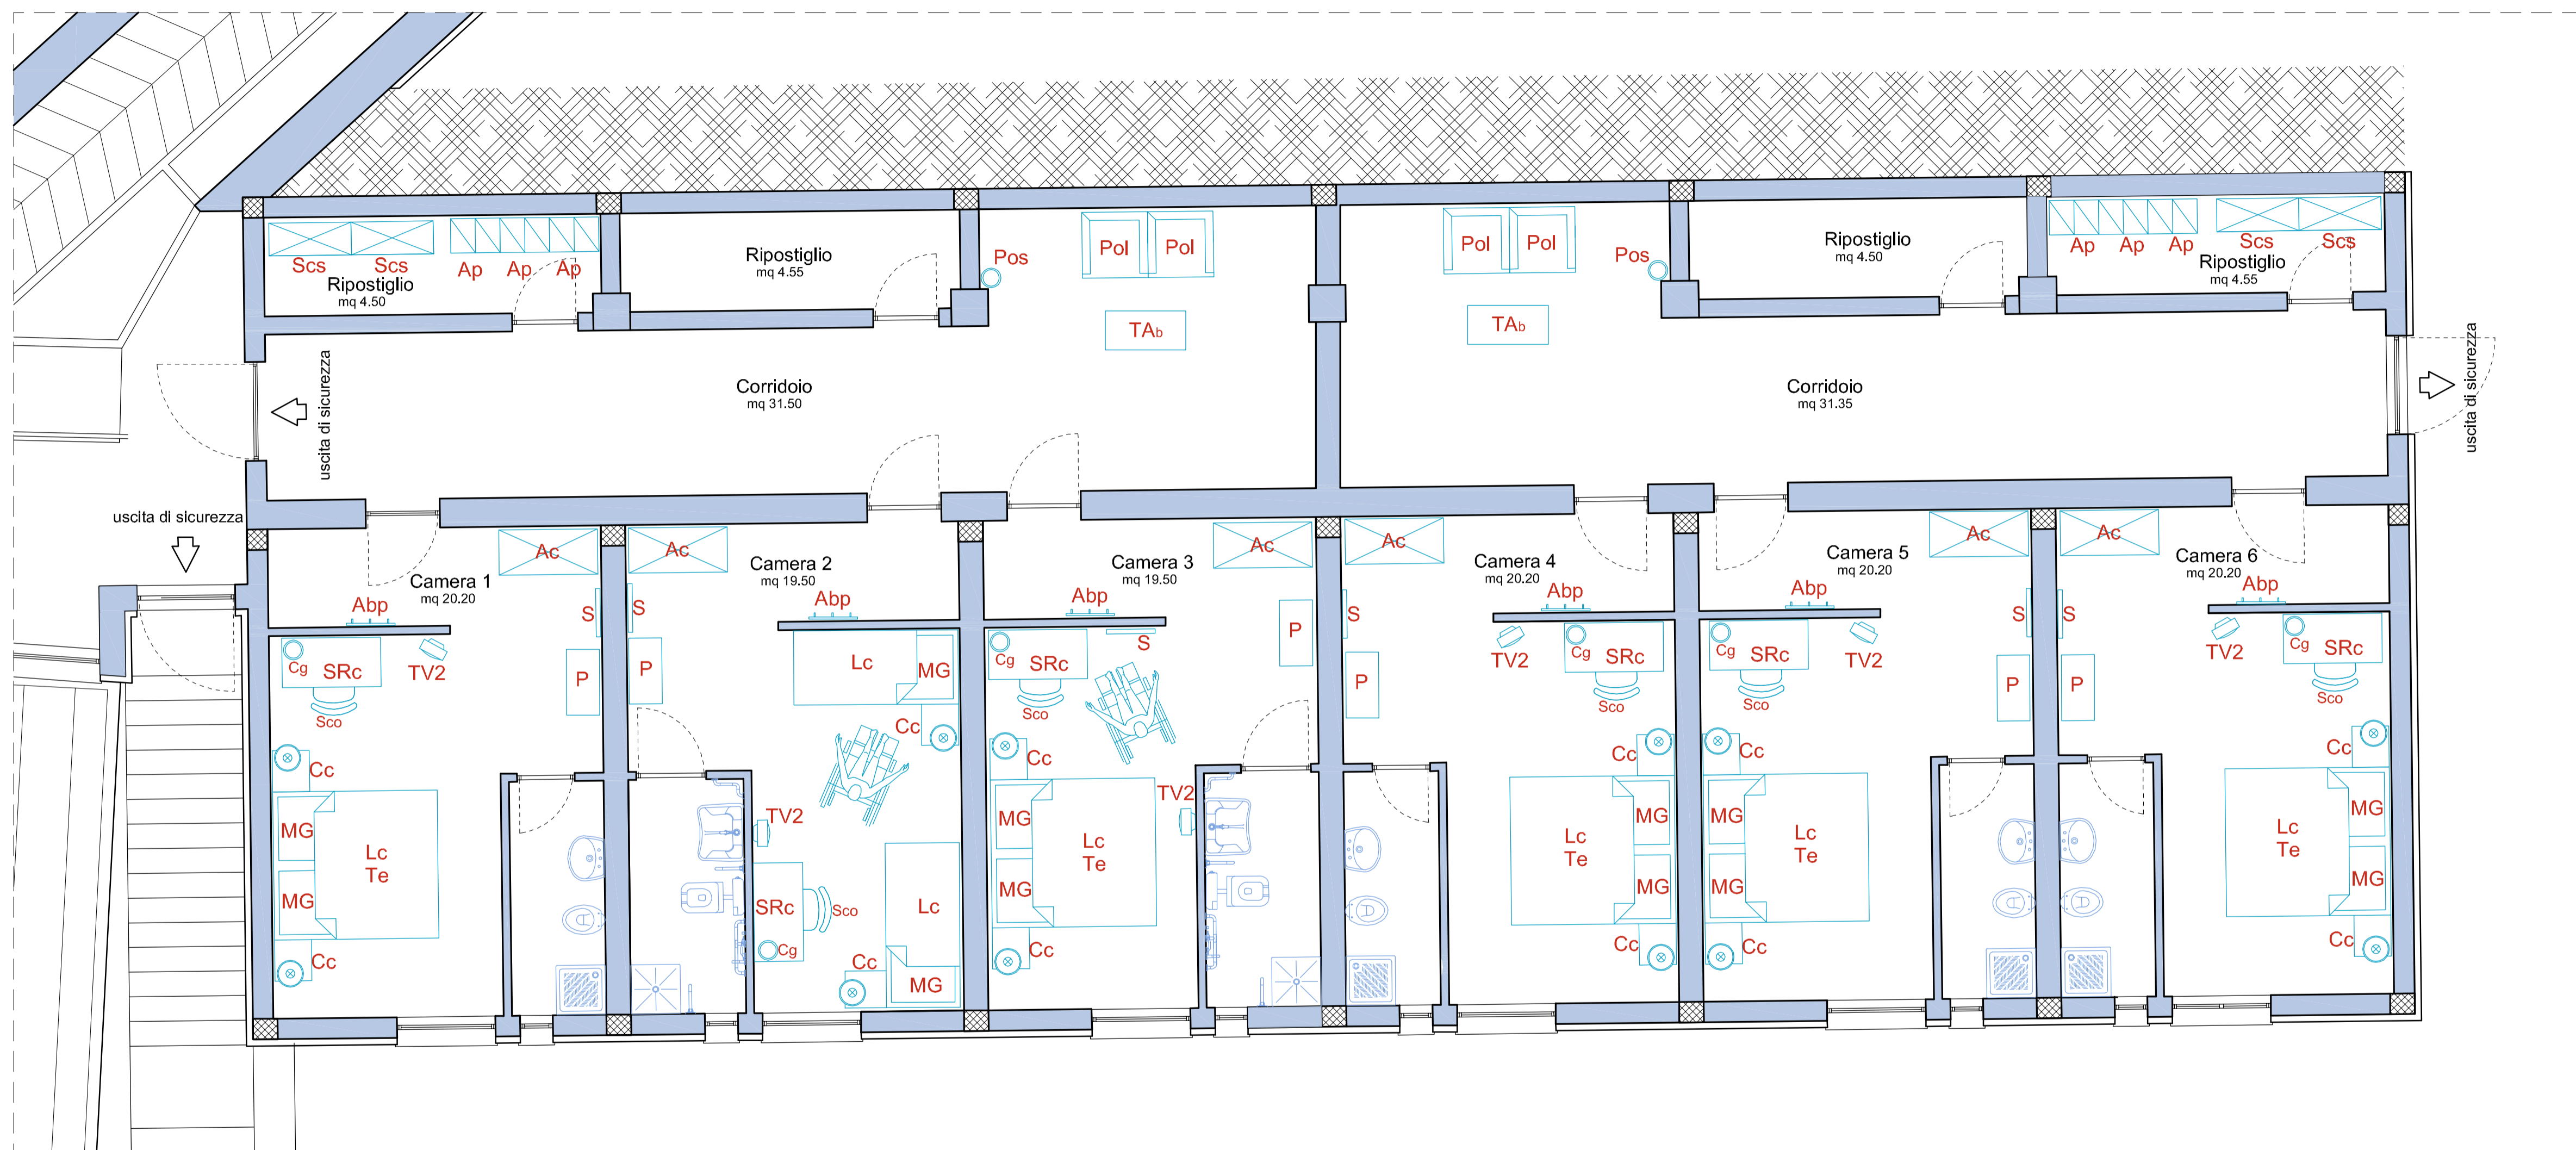 Scs
Scs
Ap
Ap
Ap
Ripostiglio
mq 4.50
Ripostiglio
mq 4.55
Pos
Pol
Pol
TAb
Pol
Pol
TAb
Pos
Ripostiglio
mq 4.50
Ap
Ap
Ap
Scs
Scs
Ripostiglio
mq 4.55
uscita di sicurezza
Corridoio
mq 31.50
Corridoio
mq 31.35
uscita di sicurezza
uscita di sicurezza
Camera 1
mq 20.20
Ac
Abp
S
P
Cg
SRc
TV2
Sco
Cc
MG
Lc
Te
MG
Cc
Ac
Camera 2
mq 19.50
S
Abp
P
Lc
MG
Cc
TV2
SRc
Sco
Cg
Lc
Cc
MG
Camera 3
mq 19.50
Ac
Abp
P
S
Cg
SRc
Sco
Cc
TV2
MG
Lc
Te
MG
Cc
Ac
Camera 4
mq 20.20
Abp
S
P
TV2
Cg
SRc
Sco
Cc
MG
Lc
Te
MG
Cc
Camera 5
mq 20.20
Ac
Abp
S
P
Cg
SRc
TV2
Sco
Cc
MG
Lc
Te
MG
Cc
Ac
Camera 6
mq 20.20
Abp
S
P
TV2
Cg
SRc
Sco
Cc
MG
Lc
Te
MG
Cc